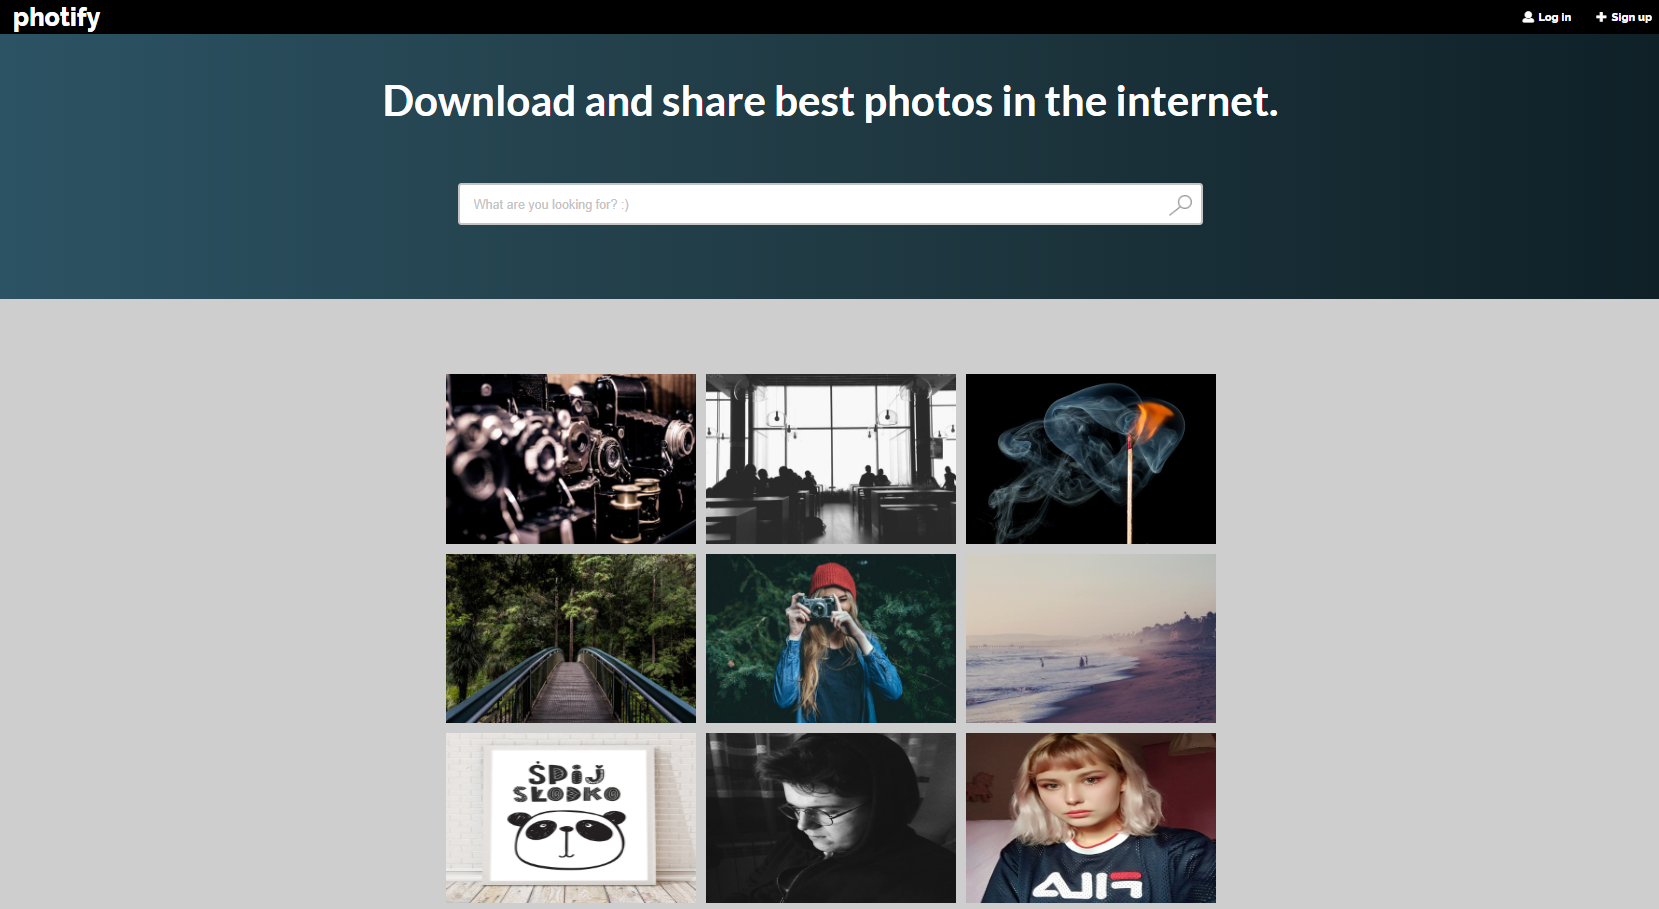 photify
Log in
Sign up
Download and share best photos in the internet.
What are you looking for? :)
ŚPIJ
SŁODKO
FILA